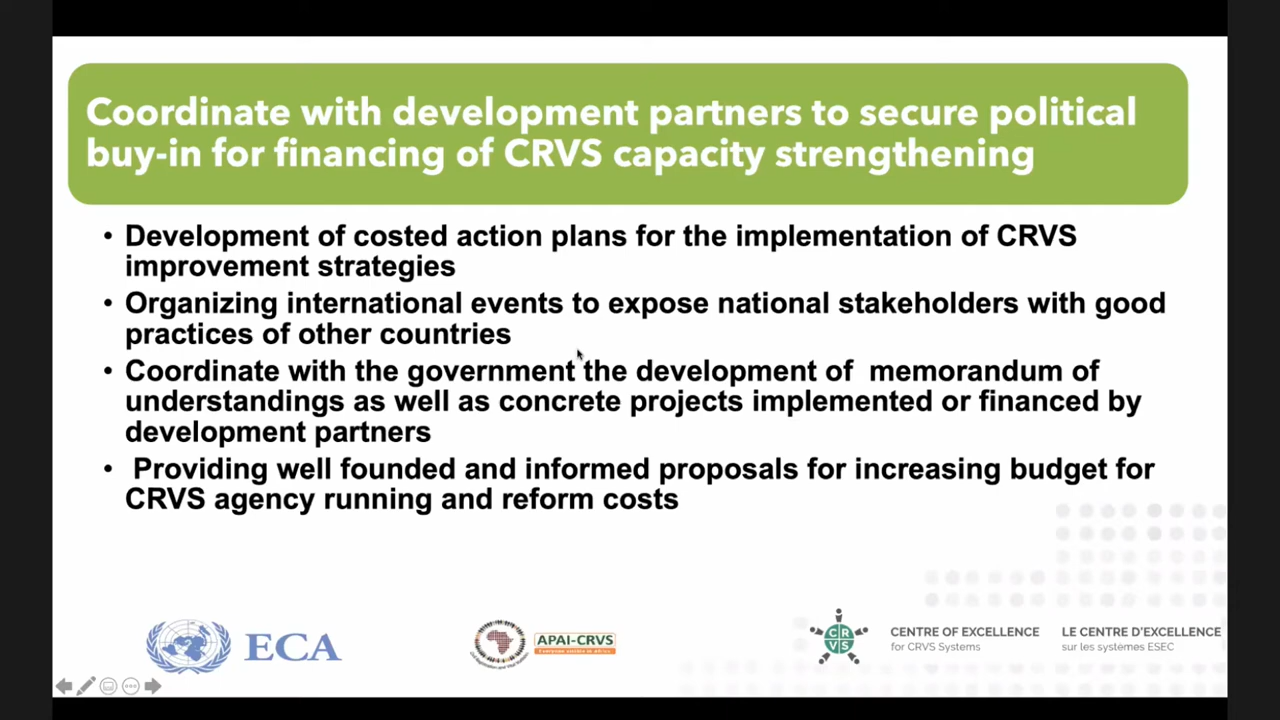 Coordinate with development partners to secure political
buy-in for financing of CRVS capacity strengthening
• Development of costed action plans for the implementation of CRVS
improvement strategies
• Organizing international events to expose national stakeholders with good
practices of other countries
• Coordinate with the government the development of memorandum of
understandings as well as concrete projects implemented or financed by
development partners
• Providing well founded and informed proposals for increasing budget for
CRVS agency running and reform costs
ECA
APAI-CRVS
CRVS
CENTRE OF EXCELLENCE
for CRVS Systems
LE CENTRE D'EXCELLENCE
sur les systèmes ESEC